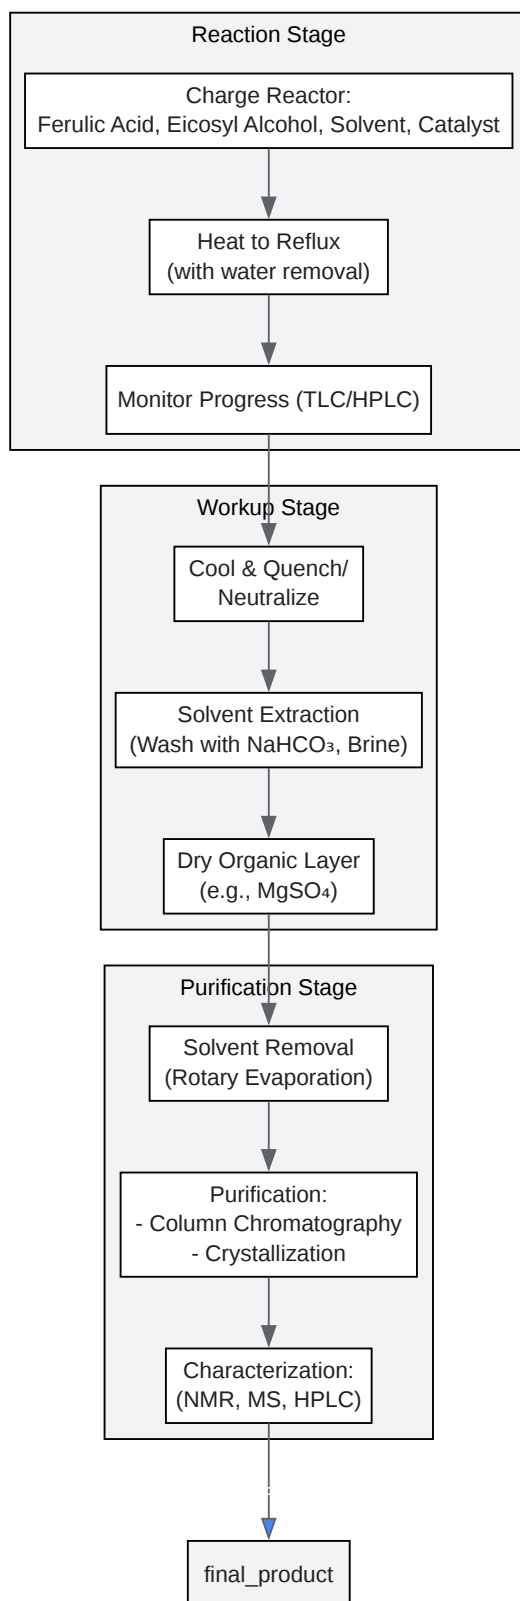 Reaction Stage
Charge Reactor:
Ferulic Acid, Eicosyl Alcohol, Solvent, Catalyst
Heat to Reflux
(with water removal)
Monitor Progress (TLC/HPLC)
Workup Stage
Cool & Quench/
Neutralize
Solvent Extraction
(Wash with NaHCO₃, Brine)
Dry Organic Layer
(e.g., MgSO₄)
Purification Stage
Solvent Removal
(Rotary Evaporation)
Purification:
- Column Chromatography
- Crystallization
Characterization:
(NMR, MS, HPLC)
final_product